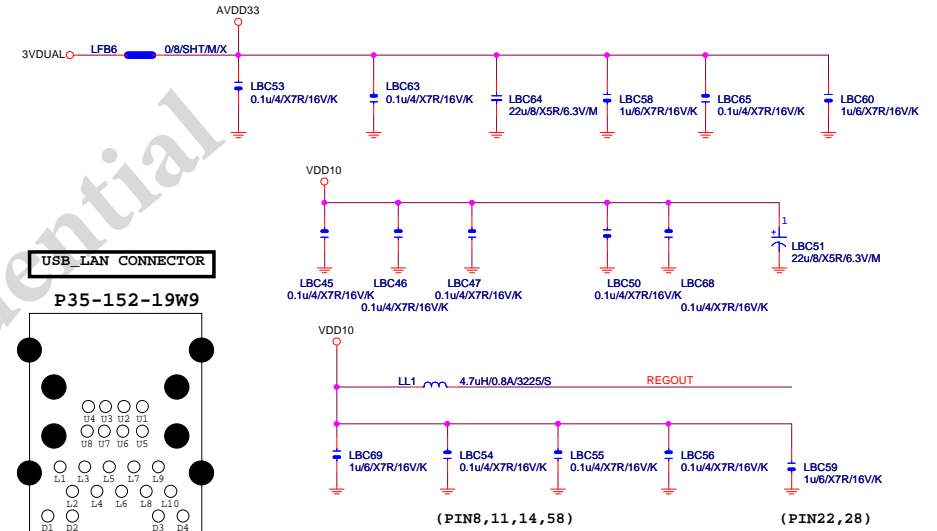 AVDD33
3VDUAL LFB6 0/8/SHT/M/X
LBC53
0.1u/4/X7R/16V/K
LBC63
0.1u/4/X7R/16V/K
LBC64
22u/8/X5R/6.3V/M
LBC58
1u/6/X7R/16V/K
LBC65
0.1u/4/X7R/16V/K
LBC60
1u/6/X7R/16V/K
VDD10
1
LBC51
22u/8/X5R/6.3V/M
LBC45
0.1u/4/X7R/16V/K
LBC46
0.1u/4/X7R/16V/K
LBC47
0.1u/4/X7R/16V/K
LBC50
0.1u/4/X7R/16V/K
LBC68
0.1u/4/X7R/16V/K
USB_LAN CONNECTOR
P35-152-19W9
U4 U3 U2 U1
U8 U7 U6 U5
L1 L3 L5 L7 L9
L2 L4 L6 L8 L10
D1 D2 D3 D4
VDD10
LL1 4.7uH/0.8A/3225/S REGOUT
LBC69
1u/6/X7R/16V/K
LBC54
0.1u/4/X7R/16V/K
LBC55
0.1u/4/X7R/16V/K
LBC56
0.1u/4/X7R/16V/K
LBC59
1u/6/X7R/16V/K
(PIN8,11,14,58) (PIN22,28)